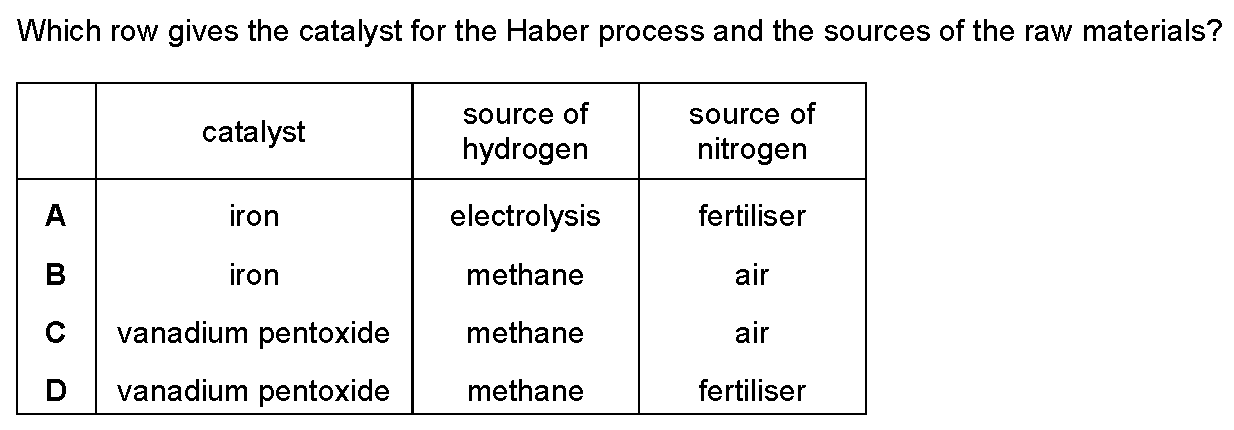 Which row gives the catalyst for the Haber process and the sources of the raw materials?
catalyst source of hydrogen source of nitrogen
A iron electrolysis fertiliser
B iron methane air
C vanadium pentoxide methane air
D vanadium pentoxide methane fertiliser